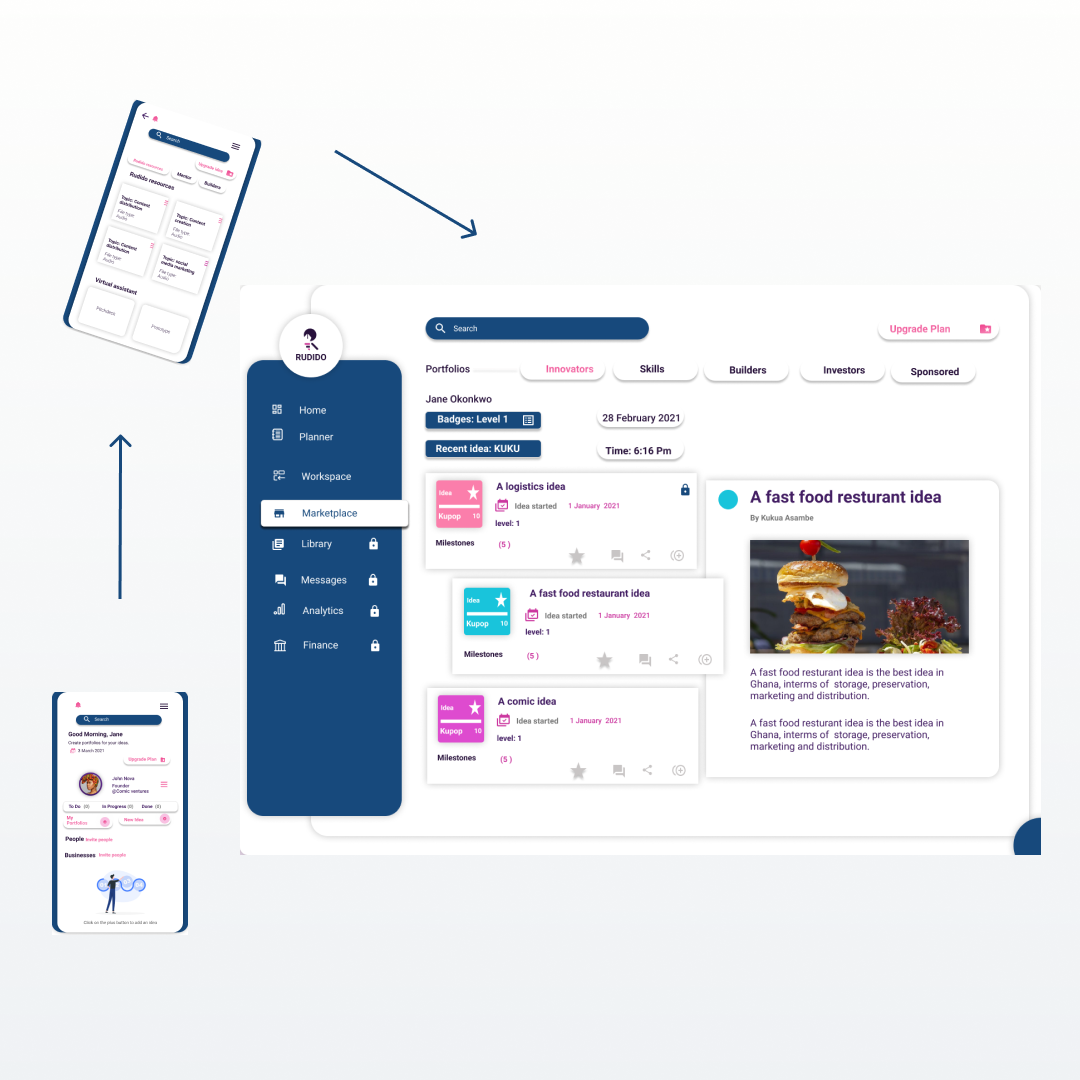 Search
Rudido resources
Upgrade Idea
Mentor
Builders
Rudido resources
Topic: Content
distribution
File type:
Audio
Topic: Content
creation
File type:
Audio
Topic: Content
distribution
File type:
Audio
Topic: social
media marketing
File type:
Audio
Virtual assistant
Pitchdeck
Prototype
RUDIDO
Home
Planner
Workspace
Marketplace
Library
Messages
Analytics
Finance
Search
Upgrade Plan
Portfolios
Innovators
Skills
Builders
Investors
Sponsored
Jane Okonkwo
Badges: Level 1
28 February 2021
Recent idea: KUKU
Time: 6:16 Pm
Idea
Kupop 10
A logistics idea
Idea started 1 January 2021
level: 1
Milestones (5 )
Idea
Kupop 10
A fast food restaurant idea
Idea started 1 January 2021
level: 1
Milestones (5 )
Idea
Kupop 10
A comic idea
Idea started 1 January 2021
level: 1
Milestones (5 )
A fast food resturant idea
By Kukua Asambe
A fast food resturant idea is the best idea in
Ghana, interms of storage, preservation,
marketing and distribution.
A fast food resturant idea is the best idea in
Ghana, interms of storage, preservation,
marketing and distribution.
Search
Good Morning, Jane
Create portfolios for your ideas.
3 March 2021
Upgrade Plan
John Neva
Founder
@Comic ventures
To Do (0) In Progress (0) Done (0)
My
Portfolios
New Idea
People Invite people
Businesses Invite people
Click on the plus button to add an idea